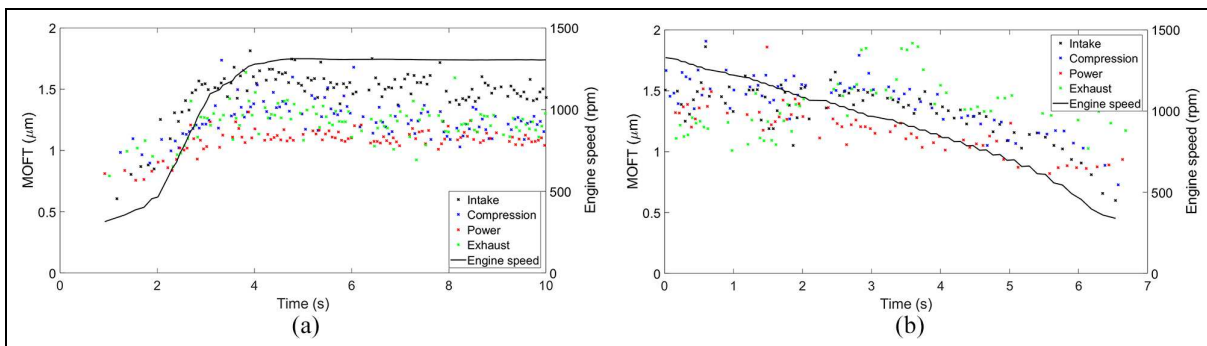 2
1.5
1
0.5
0
MOFT (μm)
1500
1000
500
0
Engine speed (rpm)
Intake
Compression
Power
Exhaust
Engine speed
0
2
4
6
8
10
Time (s)
(a)
2
1.5
1
0.5
0
MOFT (μm)
1500
1000
500
0
Engine speed (rpm)
Intake
Compression
Power
Exhaust
Engine speed
0
1
2
3
4
5
6
7
Time (s)
(b)